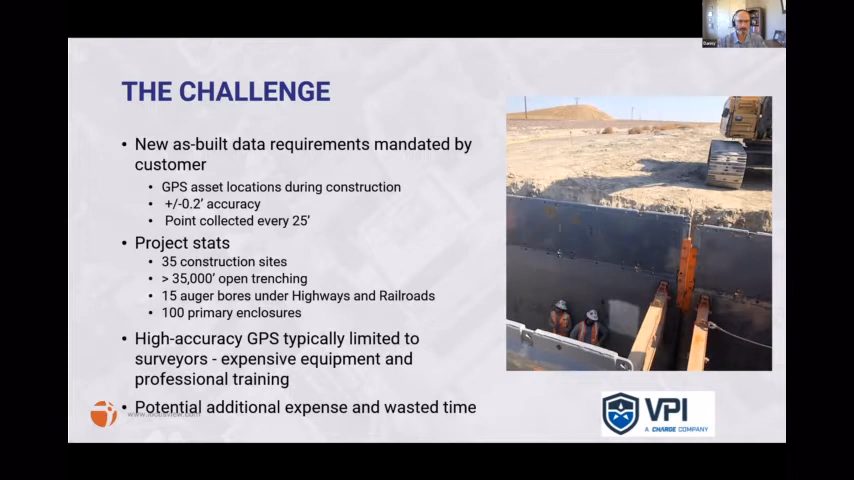 THE CHALLENGE
• New as-built data requirements mandated by
customer
• GPS asset locations during construction
• +/-0.2' accuracy
• Point collected every 25'
• Project stats
• 35 construction sites
• > 35,000' open trenching
• 15 auger bores under Highways and Railroads
• 100 primary enclosures
• High-accuracy GPS typically limited to
surveyors - expensive equipment and
professional training
• Potential additional expense and wasted time
VPI
A CHARGE COMPANY